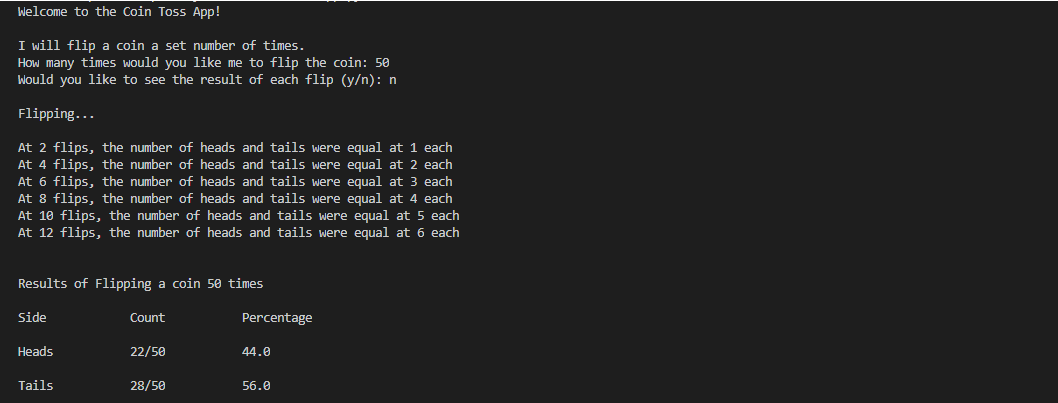 Welcome to the Coin Toss App!
I will flip a coin a set number of times.
How many times would you like me to flip the coin: 50
Would you like to see the result of each flip (y/n): n
Flipping...
At 2 flips, the number of heads and tails were equal at 1 each
At 4 flips, the number of heads and tails were equal at 2 each
At 6 flips, the number of heads and tails were equal at 3 each
At 8 flips, the number of heads and tails were equal at 4 each
At 10 flips, the number of heads and tails were equal at 5 each
At 12 flips, the number of heads and tails were equal at 6 each
Results of Flipping a coin 50 times
Side Count Percentage
Heads 22/50 44.0
Tails 28/50 56.0